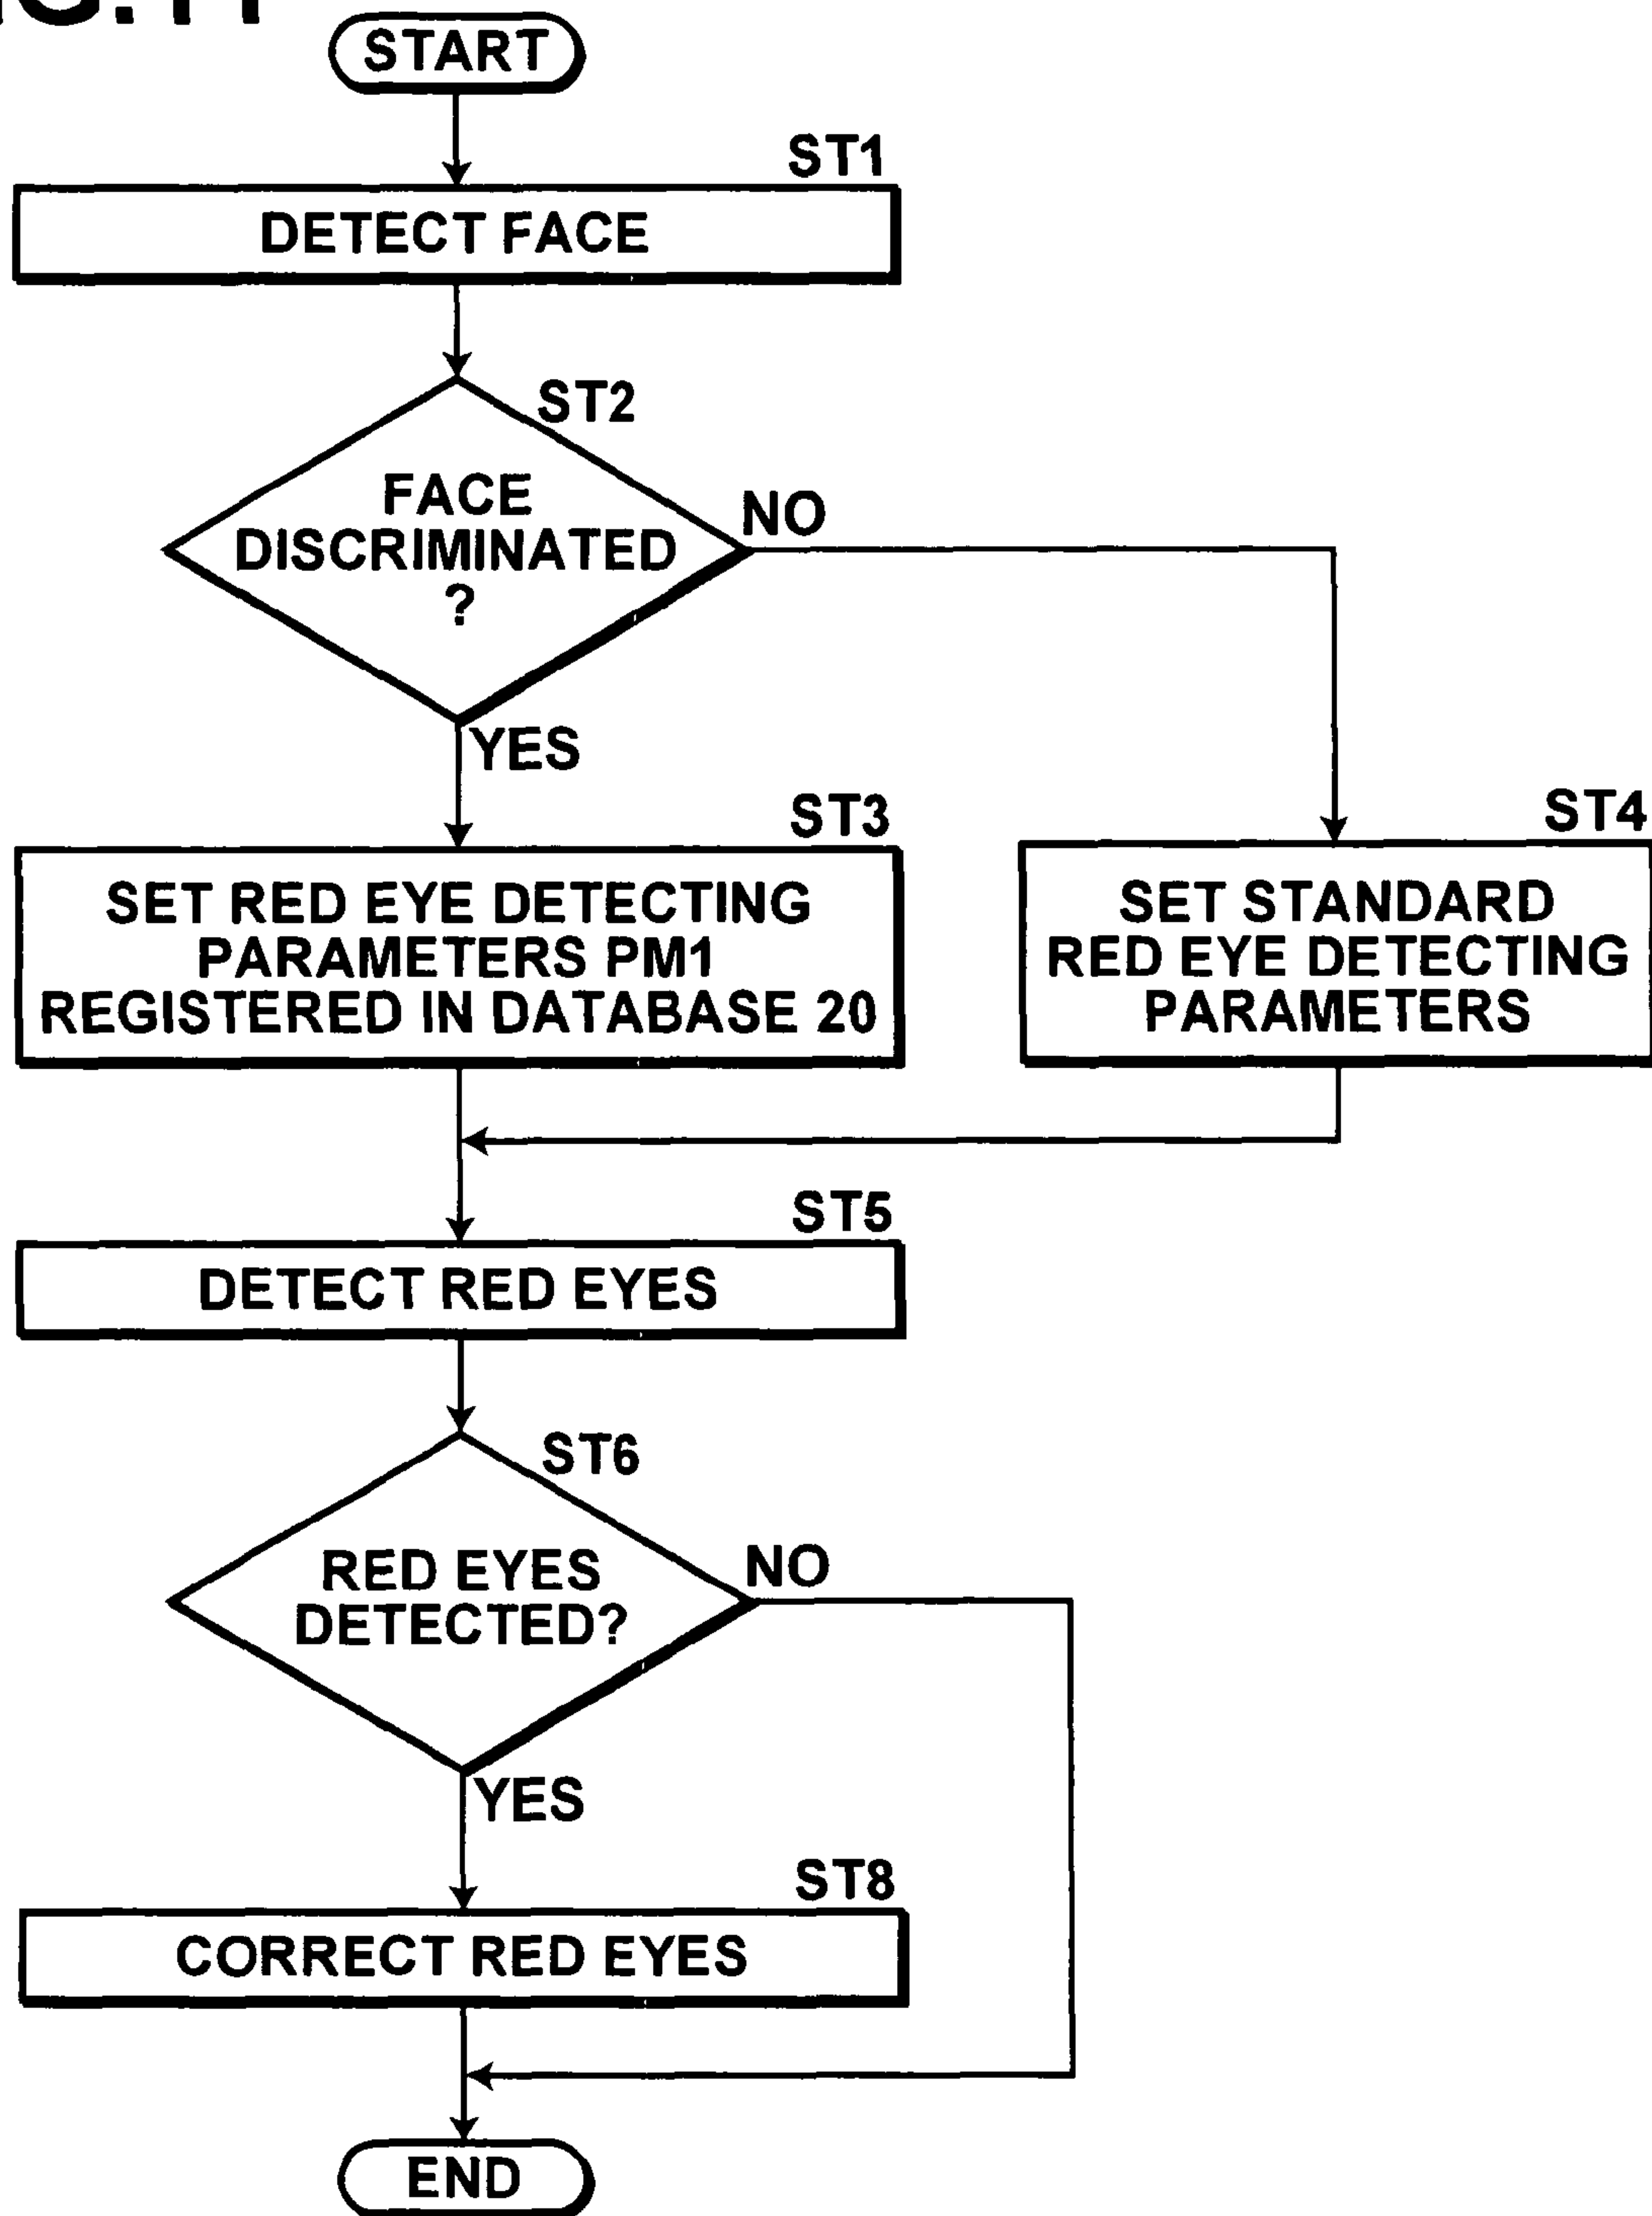 START
ST1
DETECT FACE
ST2
FACE
DISCRIMINATED
?
NO
YES
ST3
SET RED EYE DETECTING
PARAMETERS PM1
REGISTERED IN DATABASE 20
ST4
SET STANDARD
RED EYE DETECTING
PARAMETERS
ST5
DETECT RED EYES
ST6
RED EYES
DETECTED?
NO
YES
ST8
CORRECT RED EYES
END